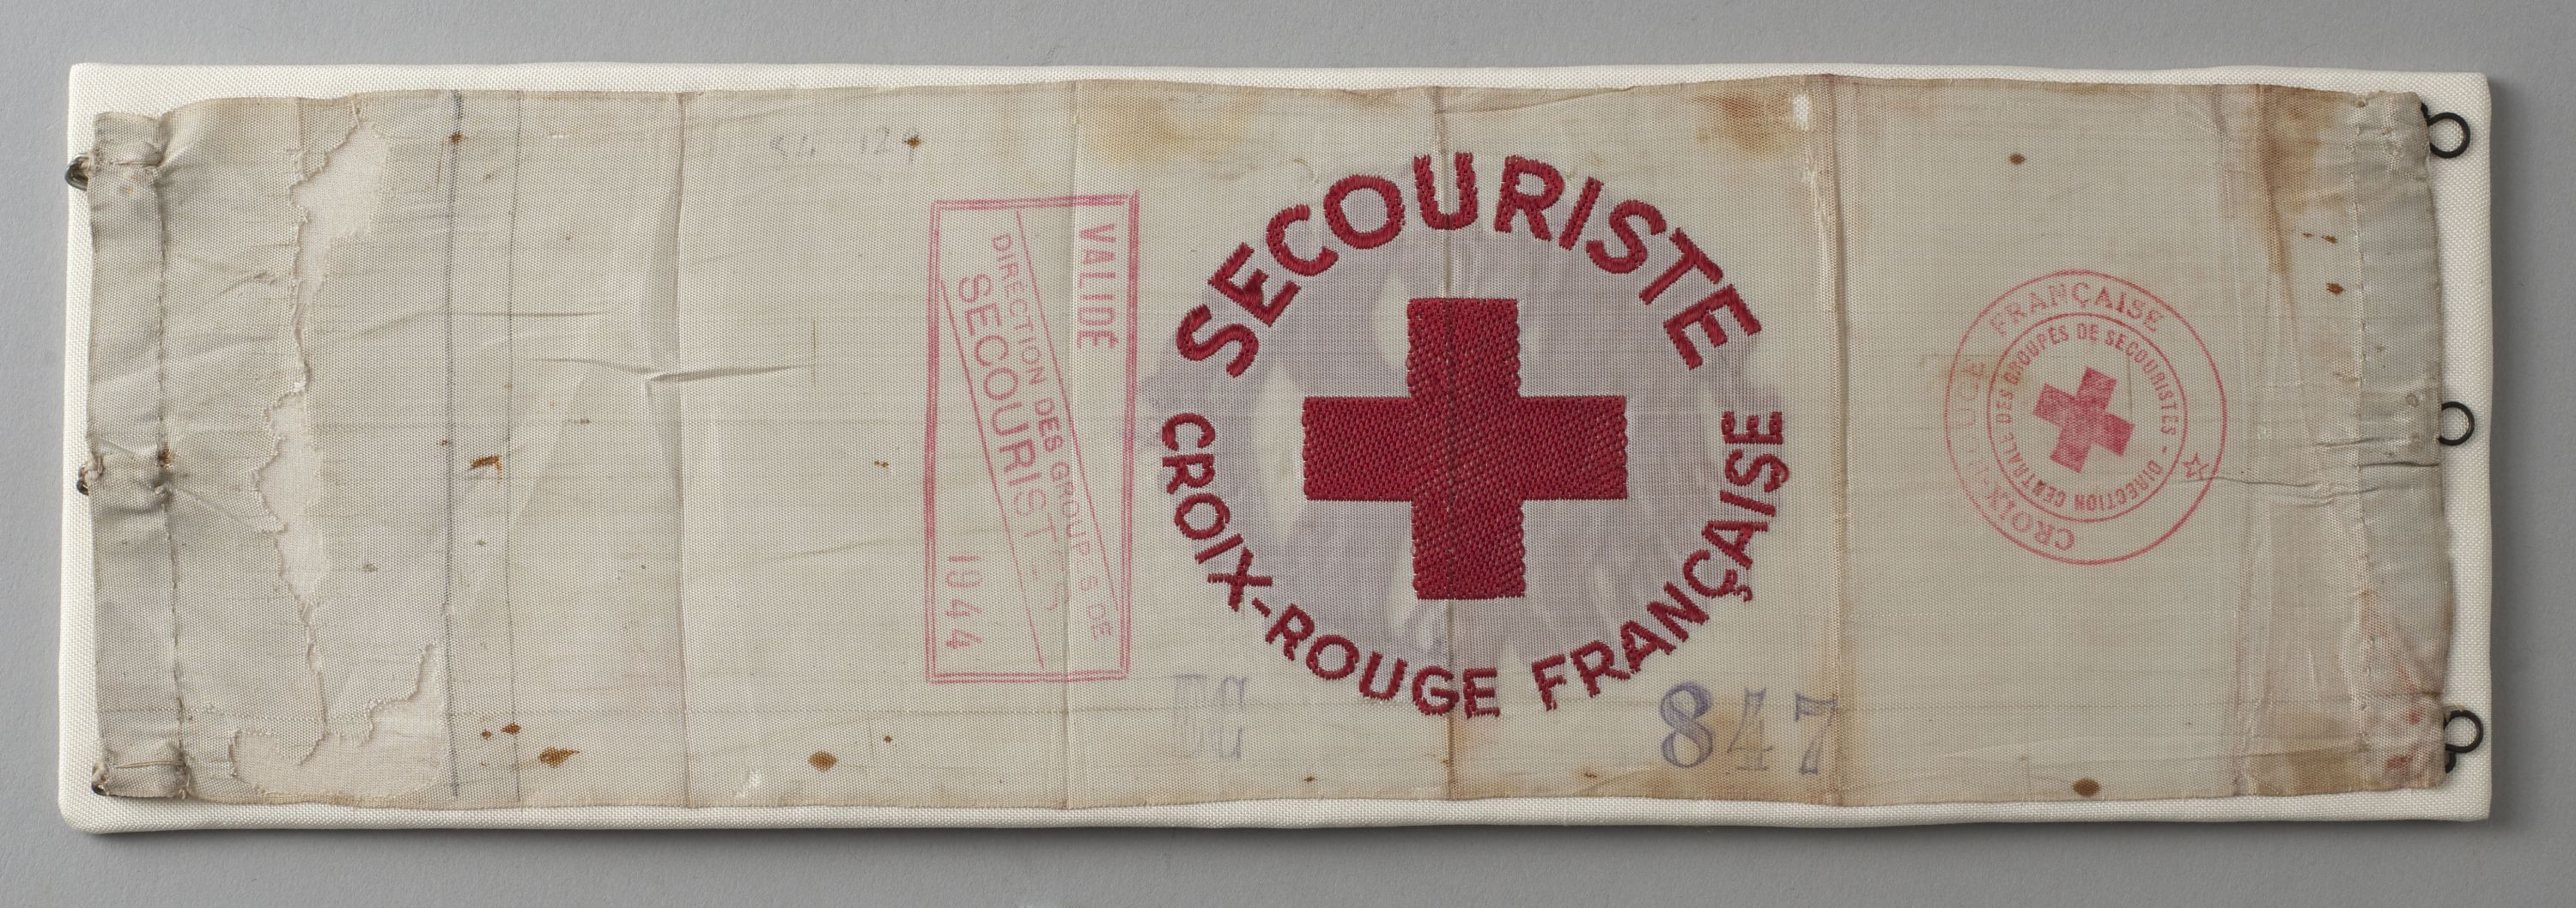 VALIDE
DIRECTION DES GROUPES DE
SECOURISTES
1944
SECOURISTE
CROIX-ROUGE FRANÇAISE
847
CROIX-ROUGE FRANÇAISE
DIRECTION CENTRALE DES GROUPES DE SECOURISTES -